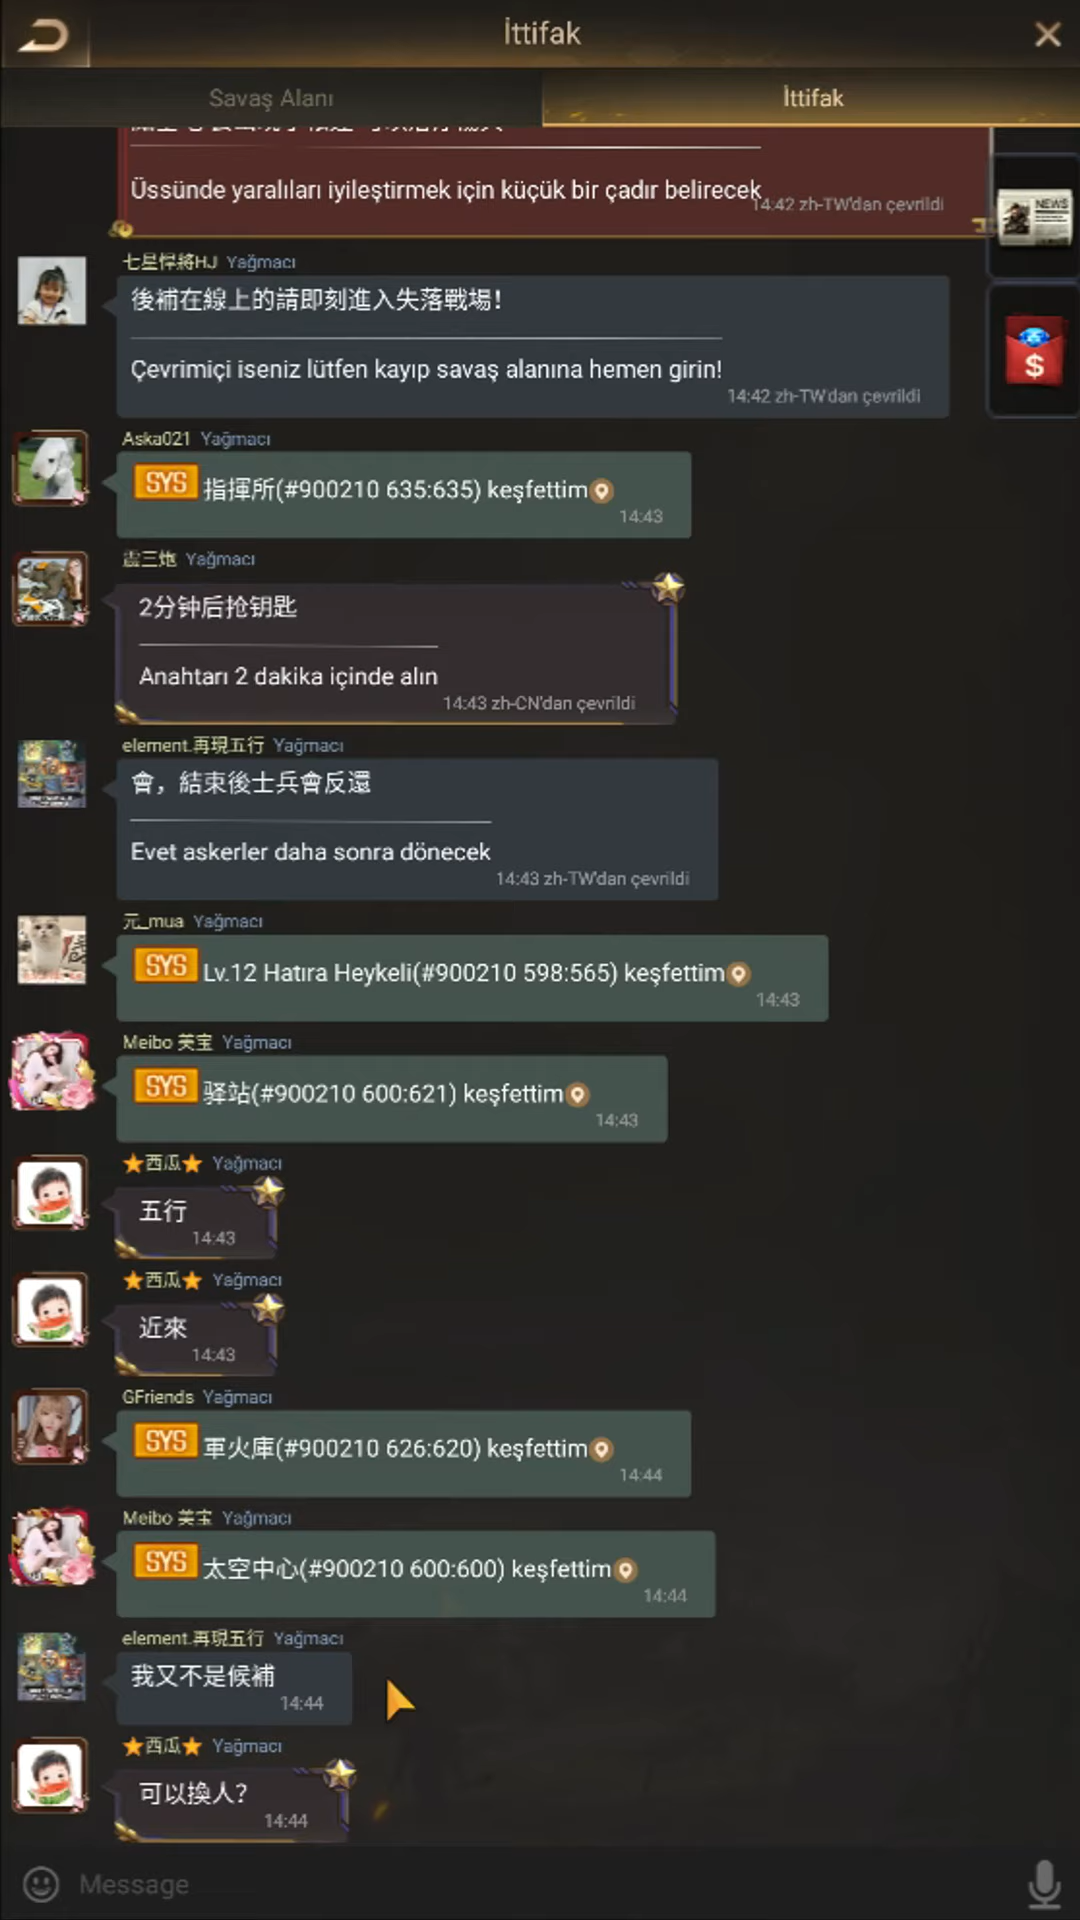 İttifak
Savaş Alanı
İttifak
Üssünde yaralıları iyileştirmek için küçük bir çadır belirecek
14:42 zh-TW'dan çevrildi
NEWS
七星悍將HJ Yağmacı
後補在線上的請即刻進入失落戰場！
Çevrimiçi iseniz lütfen kayıp savaş alanına hemen girin!
14:42 zh-TW'dan çevrildi
$
Aska021 Yağmacı
SYS 指揮所(#900210 635:635) keşfettim
14:43
三炮 Yağmacı
2分钟后抢钥匙
Anahtarı 2 dakika içinde alın
14:43 zh-CN'dan çevrildi
element.再現五行 Yağmacı
會，結束後士兵會反還
Evet askerler daha sonra dönecek
14:43 zh-TW'dan çevrildi
元_mua Yağmacı
SYS Lv.12 Hatıra Heykeli(#900210 598:565) keşfettim
14:43
Meibo 美宝 Yağmacı
SYS 驿站(#900210 600:621) keşfettim
14:43
★西瓜★ Yağmacı
五行
14:43
★西瓜★ Yağmacı
近來
14:43
GFriends Yağmacı
SYS 軍火庫(#900210 626:620) keşfettim
14:44
Meibo 美宝 Yağmacı
SYS 太空中心(#900210 600:600) keşfettim
14:44
element.再現五行 Yağmacı
我又不是候補
14:44
★西瓜★ Yağmacı
可以換人？
14:44
Message